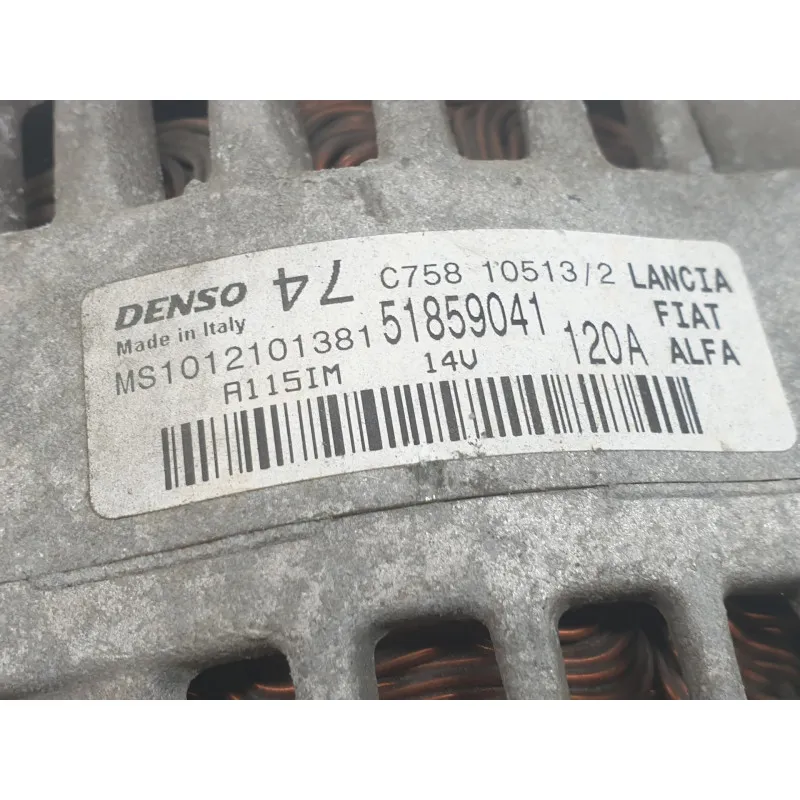 DENSO 74 C758 10513/2 LANCIA
Made in Italy 51859041 FIAT
MS1012101381 120A ALFA
A115IM 14V